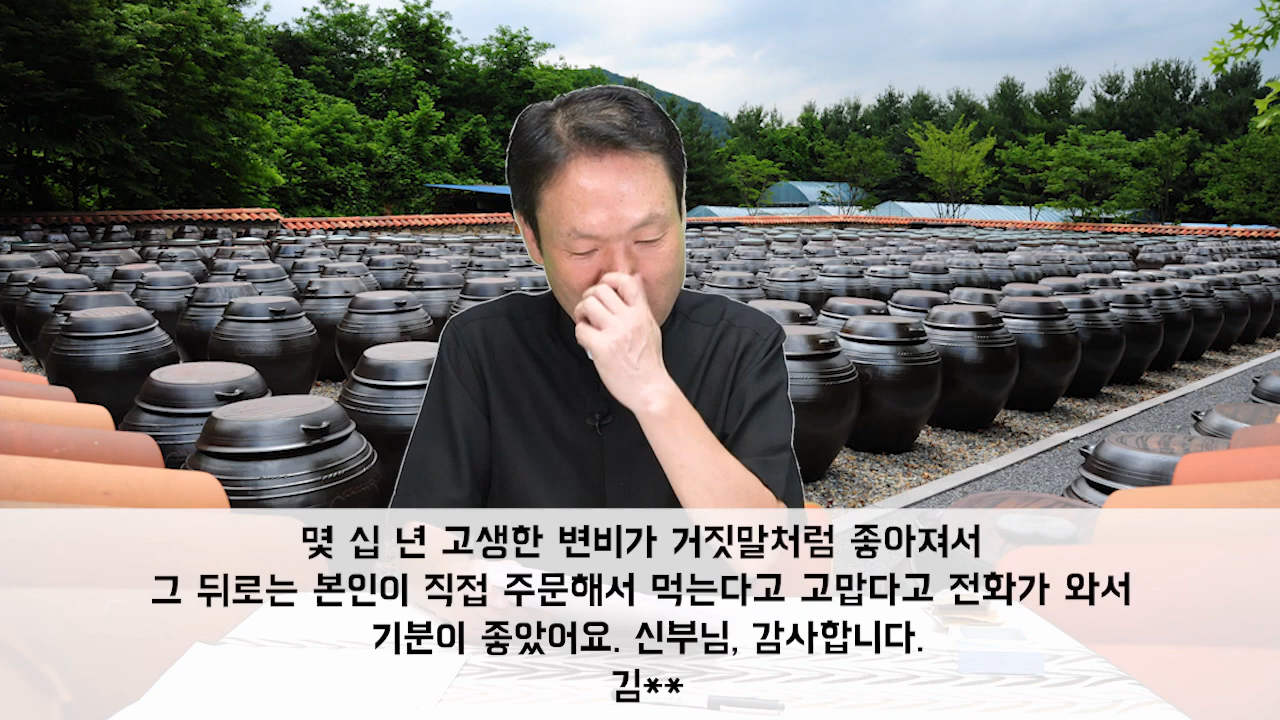 몇 십 년 고생한 변비가 거짓말처럼 좋아져서
그 뒤로는 본인이 직접 주문해서 먹는다고 고맙다고 전화가 와서
기분이 좋았어요. 신부님, 감사합니다.
김**